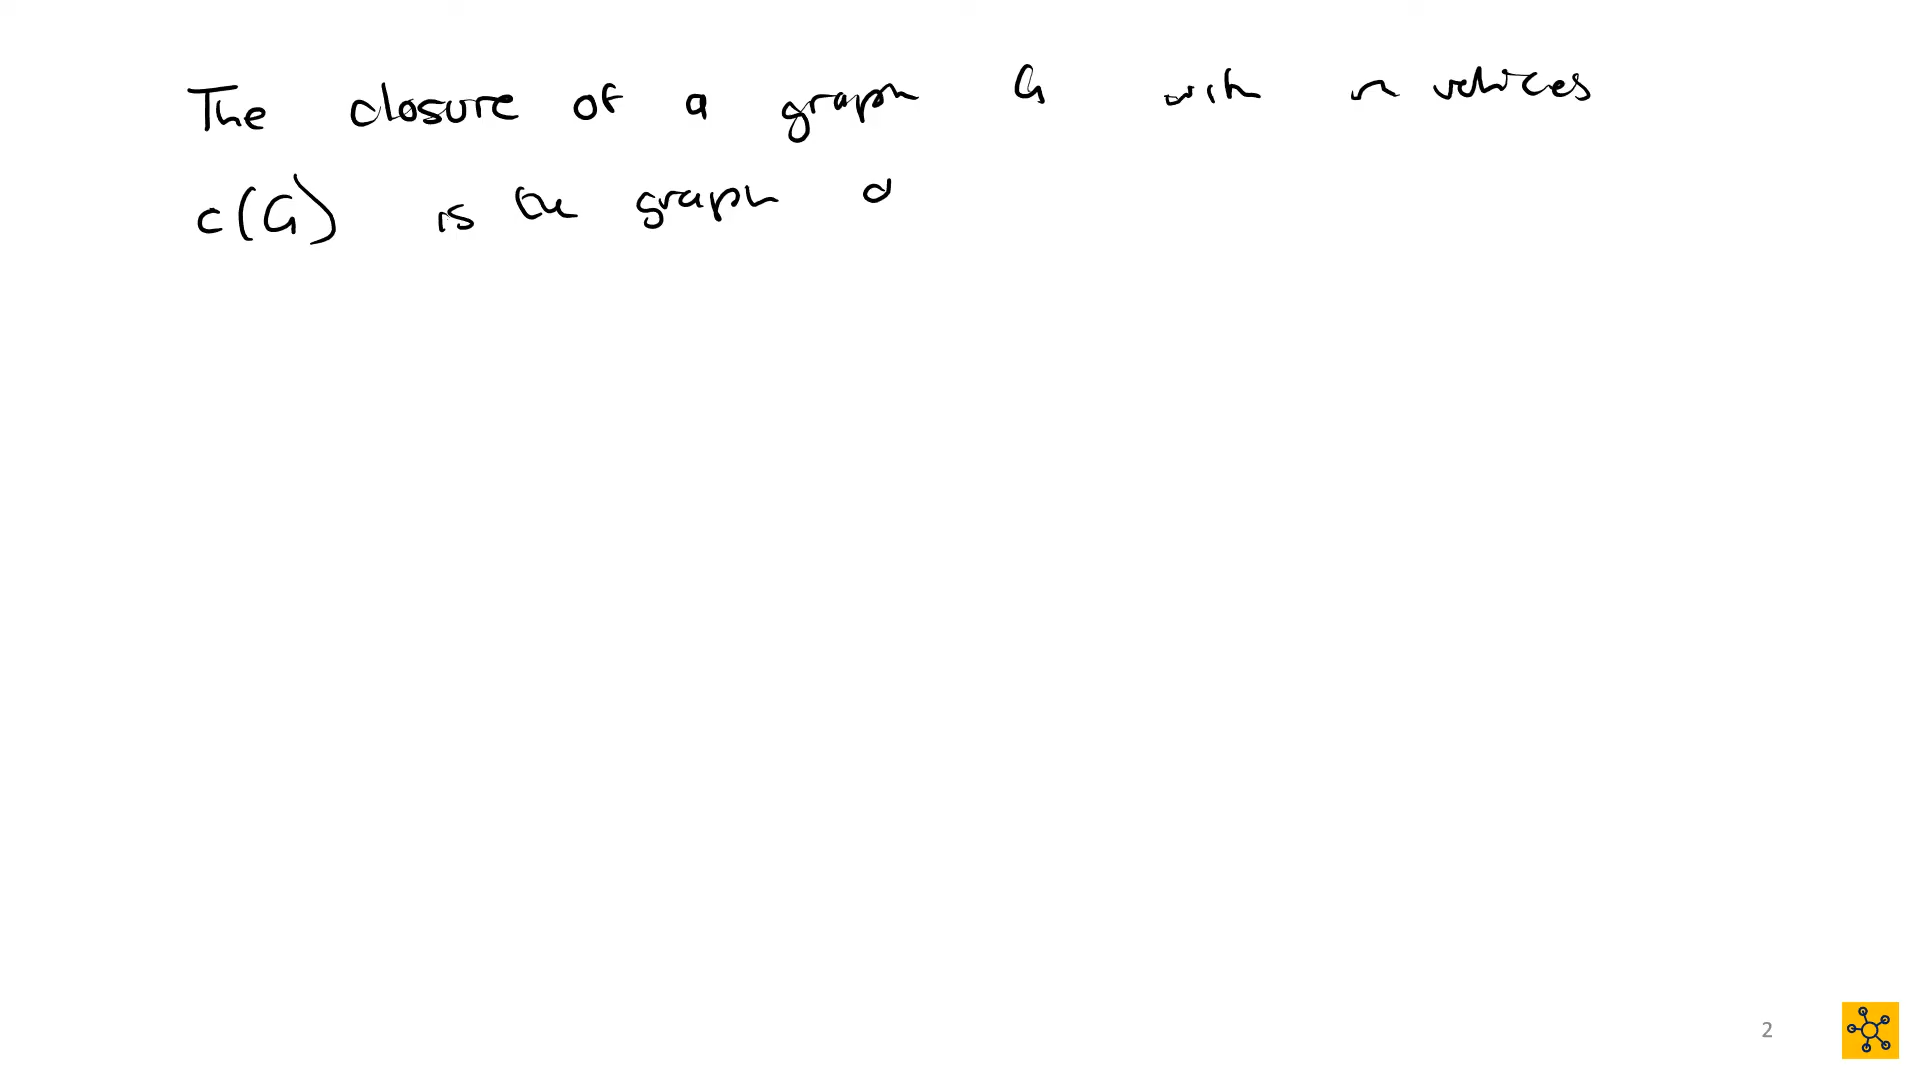 The closure of a graph G with n vertices
c(G) is the graph o
2